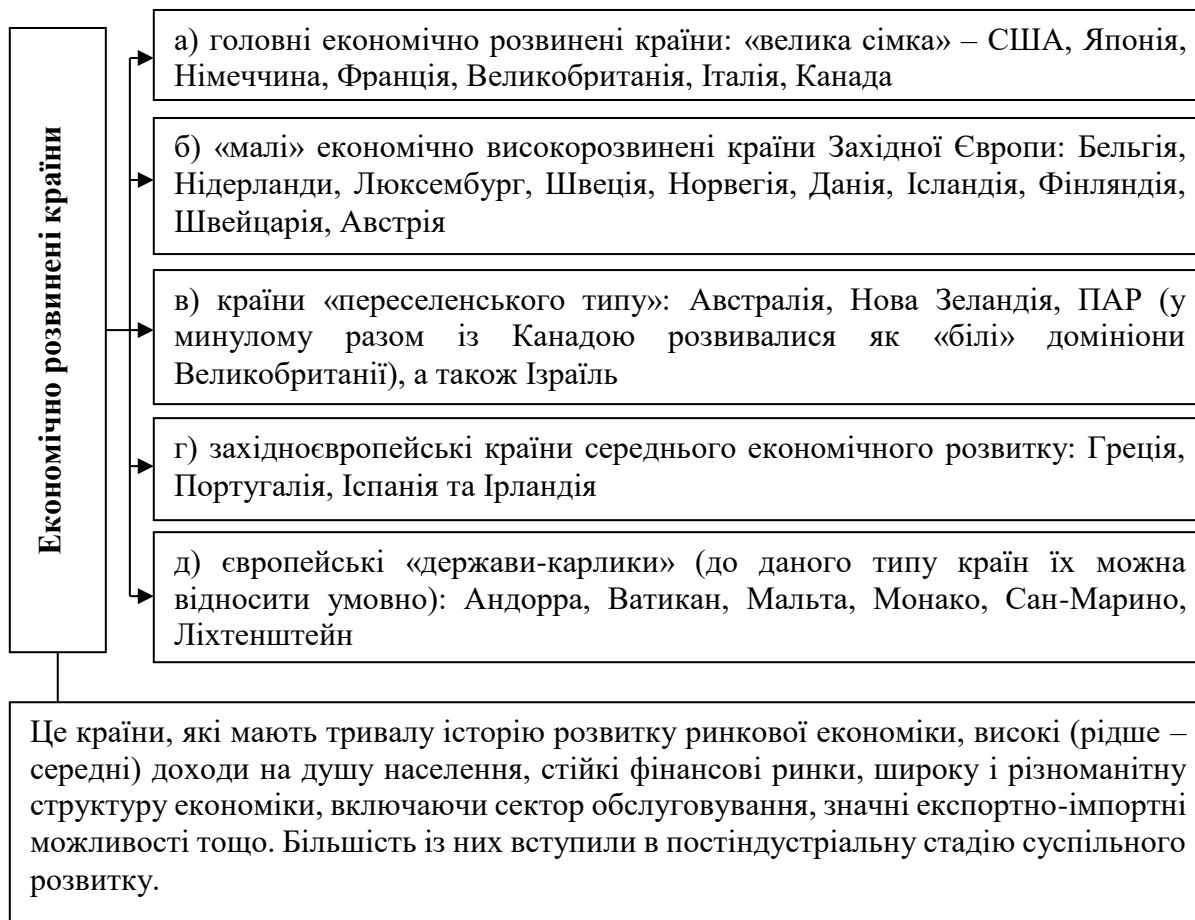 Економічно розвинені країни
а) головні економічно розвинені країни: «велика сімка» – США, Японія,
Німеччина, Франція, Великобританія, Італія, Канада
б) «малі» економічно високорозвинені країни Західної Європи: Бельгія,
Нідерланди, Люксембург, Швеція, Норвегія, Данія, Ісландія, Фінляндія,
Швейцарія, Австрія
в) країни «переселенського типу»: Австралія, Нова Зеландія, ПАР (у
минулому разом із Канадою розвивалися як «білі» домініони
Великобританії), а також Ізраїль
г) західноєвропейські країни середнього економічного розвитку: Греція,
Португалія, Іспанія та Ірландія
д) європейські «держави-карлики» (до даного типу країн їх можна
відносити умовно): Андорра, Ватикан, Мальта, Монако, Сан-Марино,
Ліхтенштейн
Це країни, які мають тривалу історію розвитку ринкової економіки, високі (рідше –
середні) доходи на душу населення, стійкі фінансові ринки, широку і різноманітну
структуру економіки, включаючи сектор обслуговування, значні експортно-імпортні
можливості тощо. Більшість із них вступили в постіндустріальну стадію суспільного
розвитку.